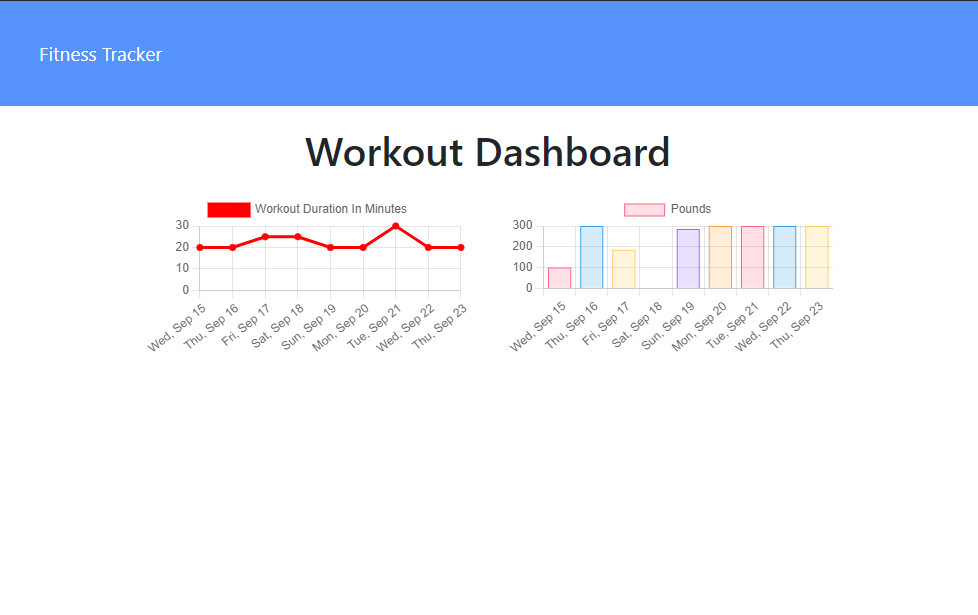 Fitness Tracker
Workout Dashboard
Workout Duration In Minutes
30
20
10
0
Wed, Sep 15
Thu, Sep 16
Fri, Sep 17
Sat, Sep 18
Sun, Sep 19
Mon, Sep 20
Tue, Sep 21
Wed, Sep 22
Thu, Sep 23
Pounds
300
200
100
0
Wed, Sep 15
Thu, Sep 16
Fri, Sep 17
Sat, Sep 18
Sun, Sep 19
Mon, Sep 20
Tue, Sep 21
Wed, Sep 22
Thu, Sep 23